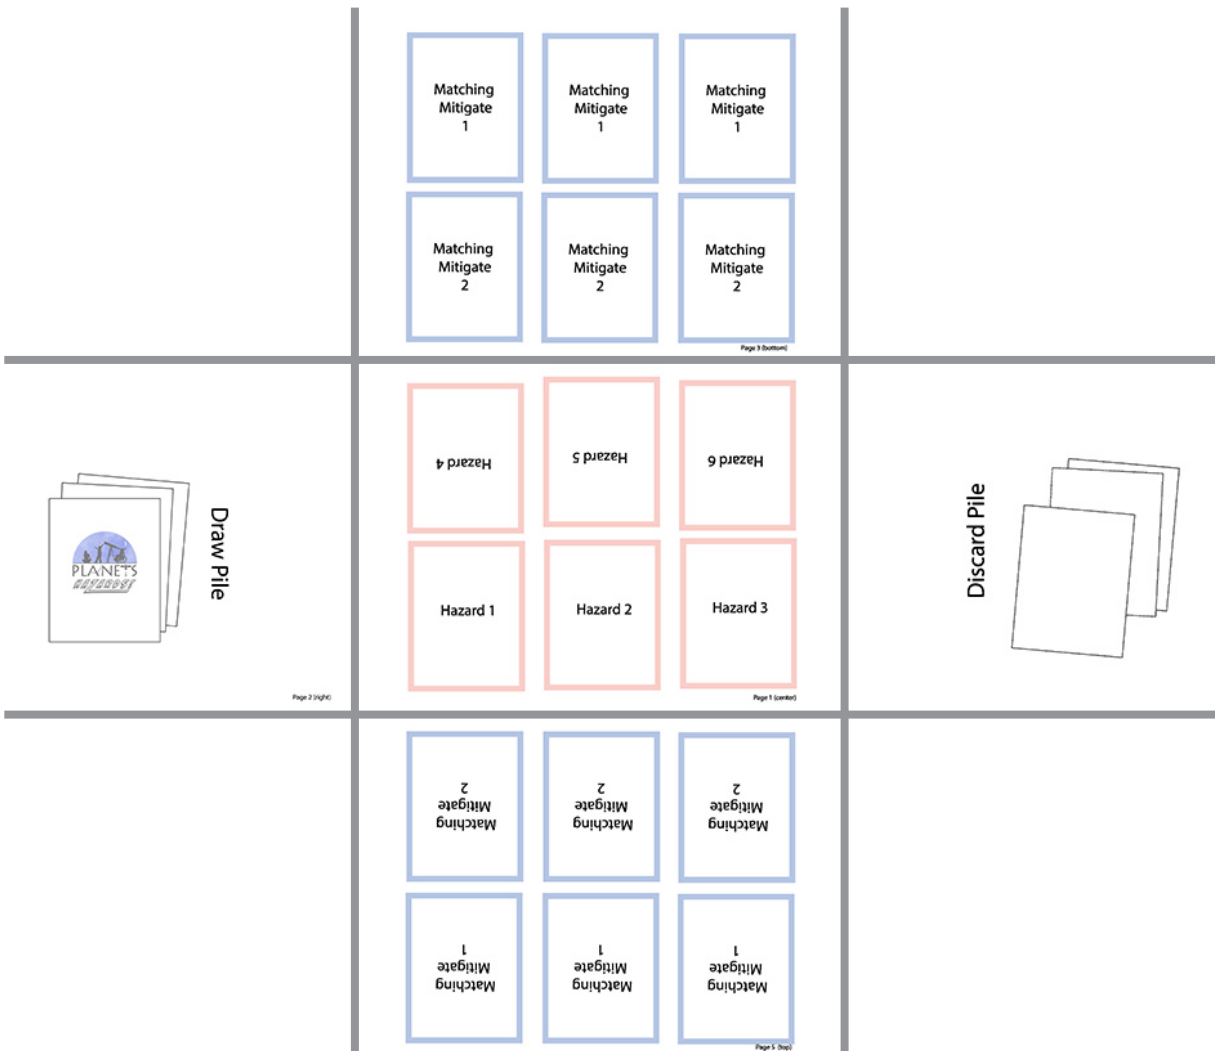 Matching
Mitigate
1
Matching
Mitigate
1
Matching
Mitigate
1
Matching
Mitigate
2
Matching
Mitigate
2
Matching
Mitigate
2
Page 3 (bottom)
PLANETS
HAZARDS!
Draw Pile
Page 2 (right)
Hazard 4
Hazard 5
Hazard 6
Hazard 1
Hazard 2
Hazard 3
Page 1 (center)
Discard Pile
Matching
Mitigate
2
Matching
Mitigate
2
Matching
Mitigate
2
Matching
Mitigate
1
Matching
Mitigate
1
Matching
Mitigate
1
Page 5 (top)